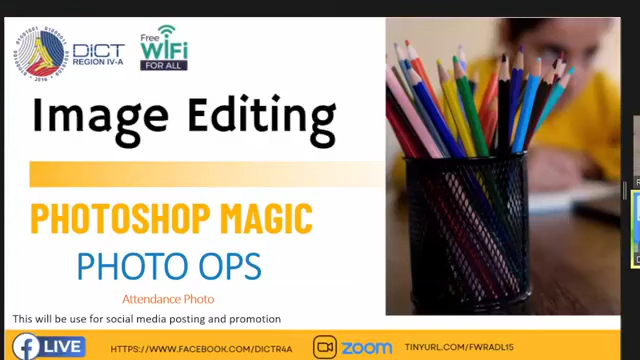 DICT
REGION IV-A
Free
WiFi
FOR ALL
2016
Image Editing
PHOTOSHOP MAGIC
PHOTO OPS
Attendance Photo
This will be use for social media posting and promotion
LIVE
HTTPS://WWW.FACEBOOK.COM/DICTR4A
zoom
TINYURL.COM/FWRADL15